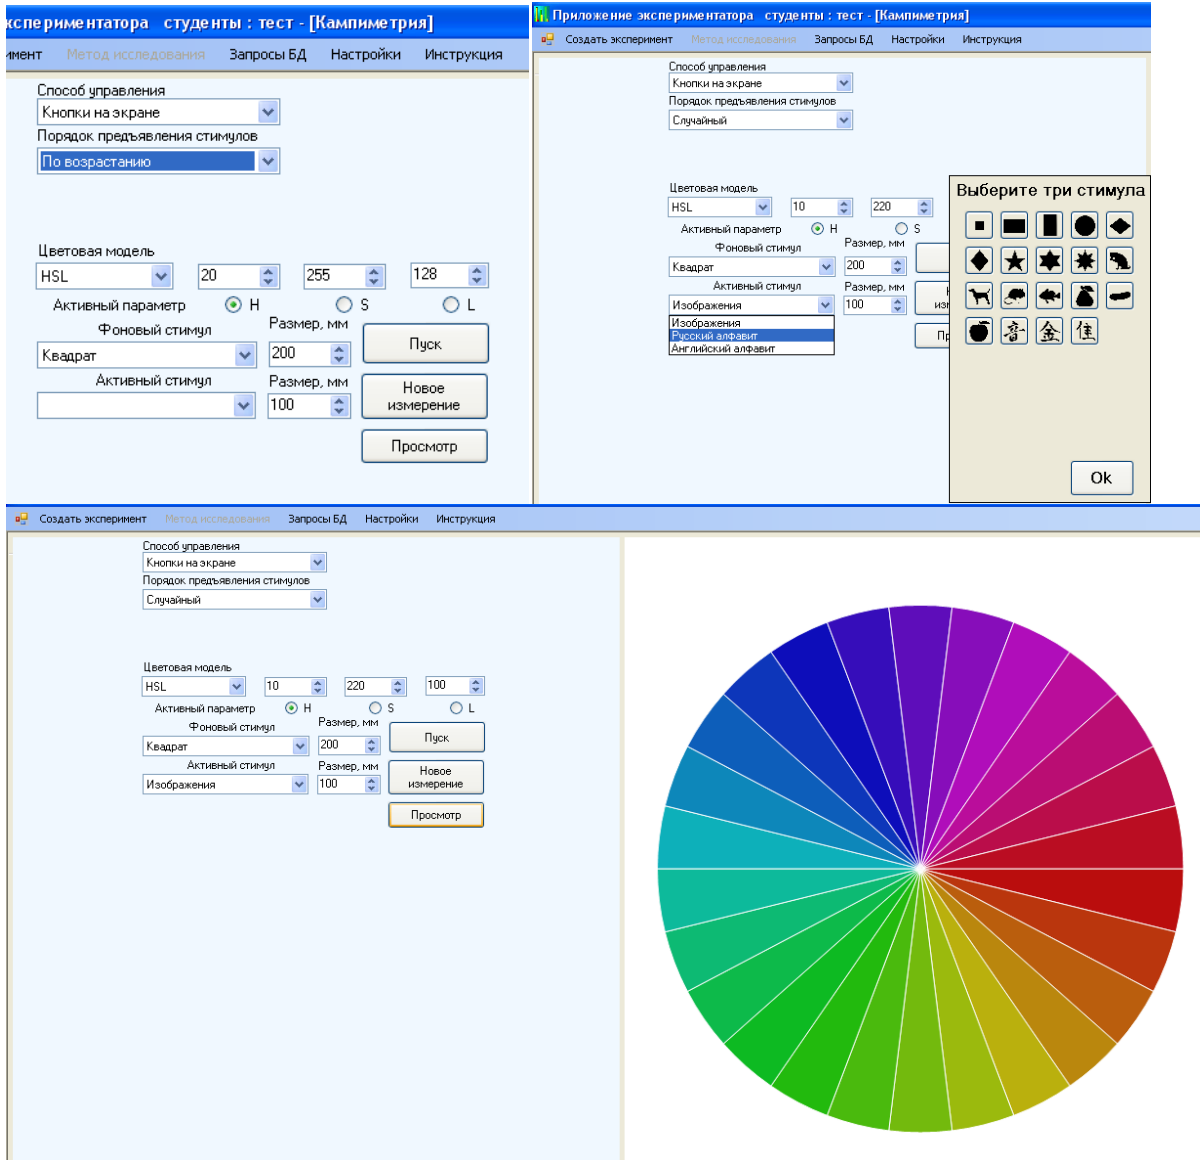 кспериментатора студенты : тест - [Кампиметрия]
имент Метод исследования Запросы БД Настройки Инструкция
Способ управления
Кнопки на экране
Порядок предъявления стимулов
По возрастанию
Цветовая модель
HSL 20 255 128
Активный параметр H S L
Фоновый стимул Размер, мм
Квадрат 200 Пуск
Активный стимул Размер, мм
100 Новое
измерение
Просмотр
Приложение экспериментатора студенты : тест - [Кампиметрия]
Создать эксперимент Метод исследования Запросы БД Настройки Инструкция
Способ управления
Кнопки на экране
Порядок предъявления стимулов
Случайный
Цветовая модель
HSL 10 220
Активный параметр H S
Фоновый стимул Размер, мм
Квадрат 200
Активный стимул Размер, мм
Изображения 100
Изображения
Русский алфавит
Английский алфавит
Н
изм
Пр
Выберите три стимула
音 金 佳
Ok
Создать эксперимент Метод исследования Запросы БД Настройки Инструкция
Способ управления
Кнопки на экране
Порядок предъявления стимулов
Случайный
Цветовая модель
HSL 10 220 100
Активный параметр H S L
Фоновый стимул Размер, мм
Квадрат 200 Пуск
Активный стимул Размер, мм
Изображения 100 Новое
измерение
Просмотр